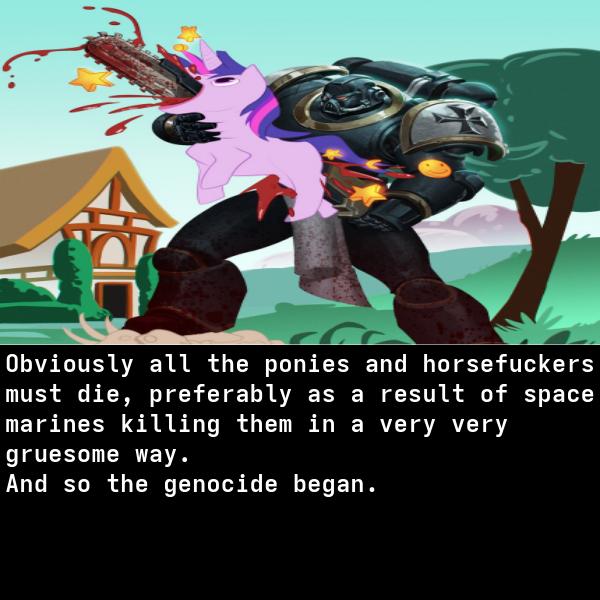 Obviously all the ponies and horsefuckers
must die, preferably as a result of space
marines killing them in a very very
gruesome way.
And so the genocide began.